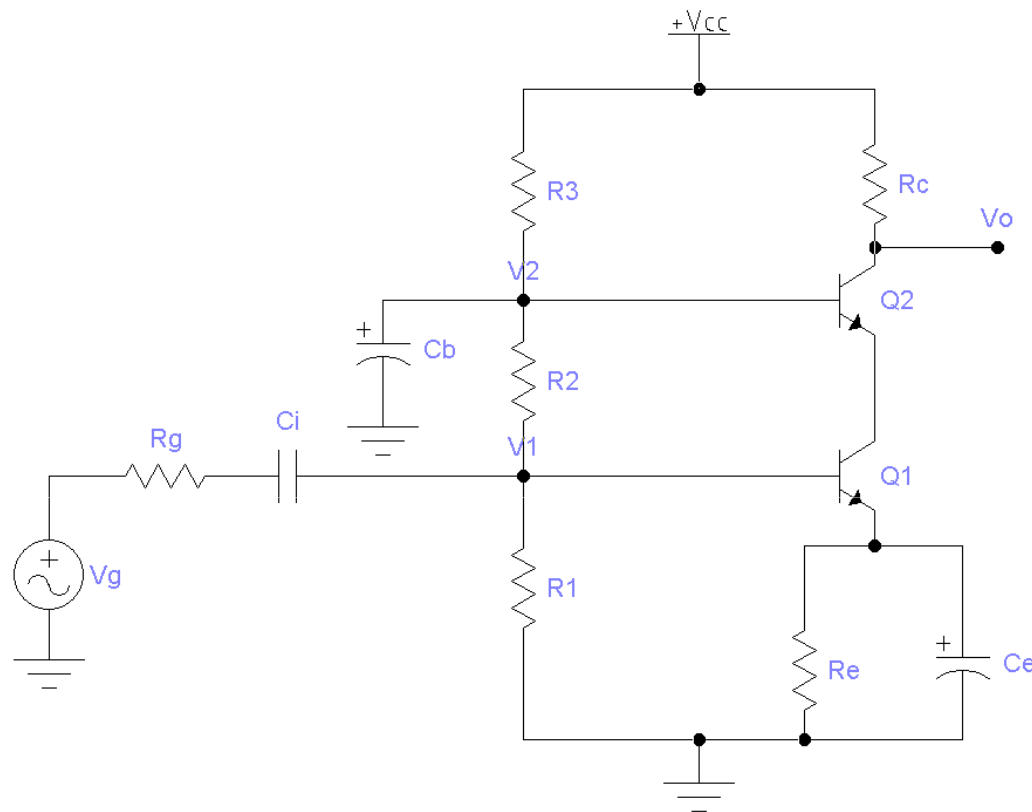 +Vcc
R3
Rc
Vo
V2
Q2
+
Cb
R2
Ci
V1
Rg
Q1
+
Vg
R1
+
Re
Ce